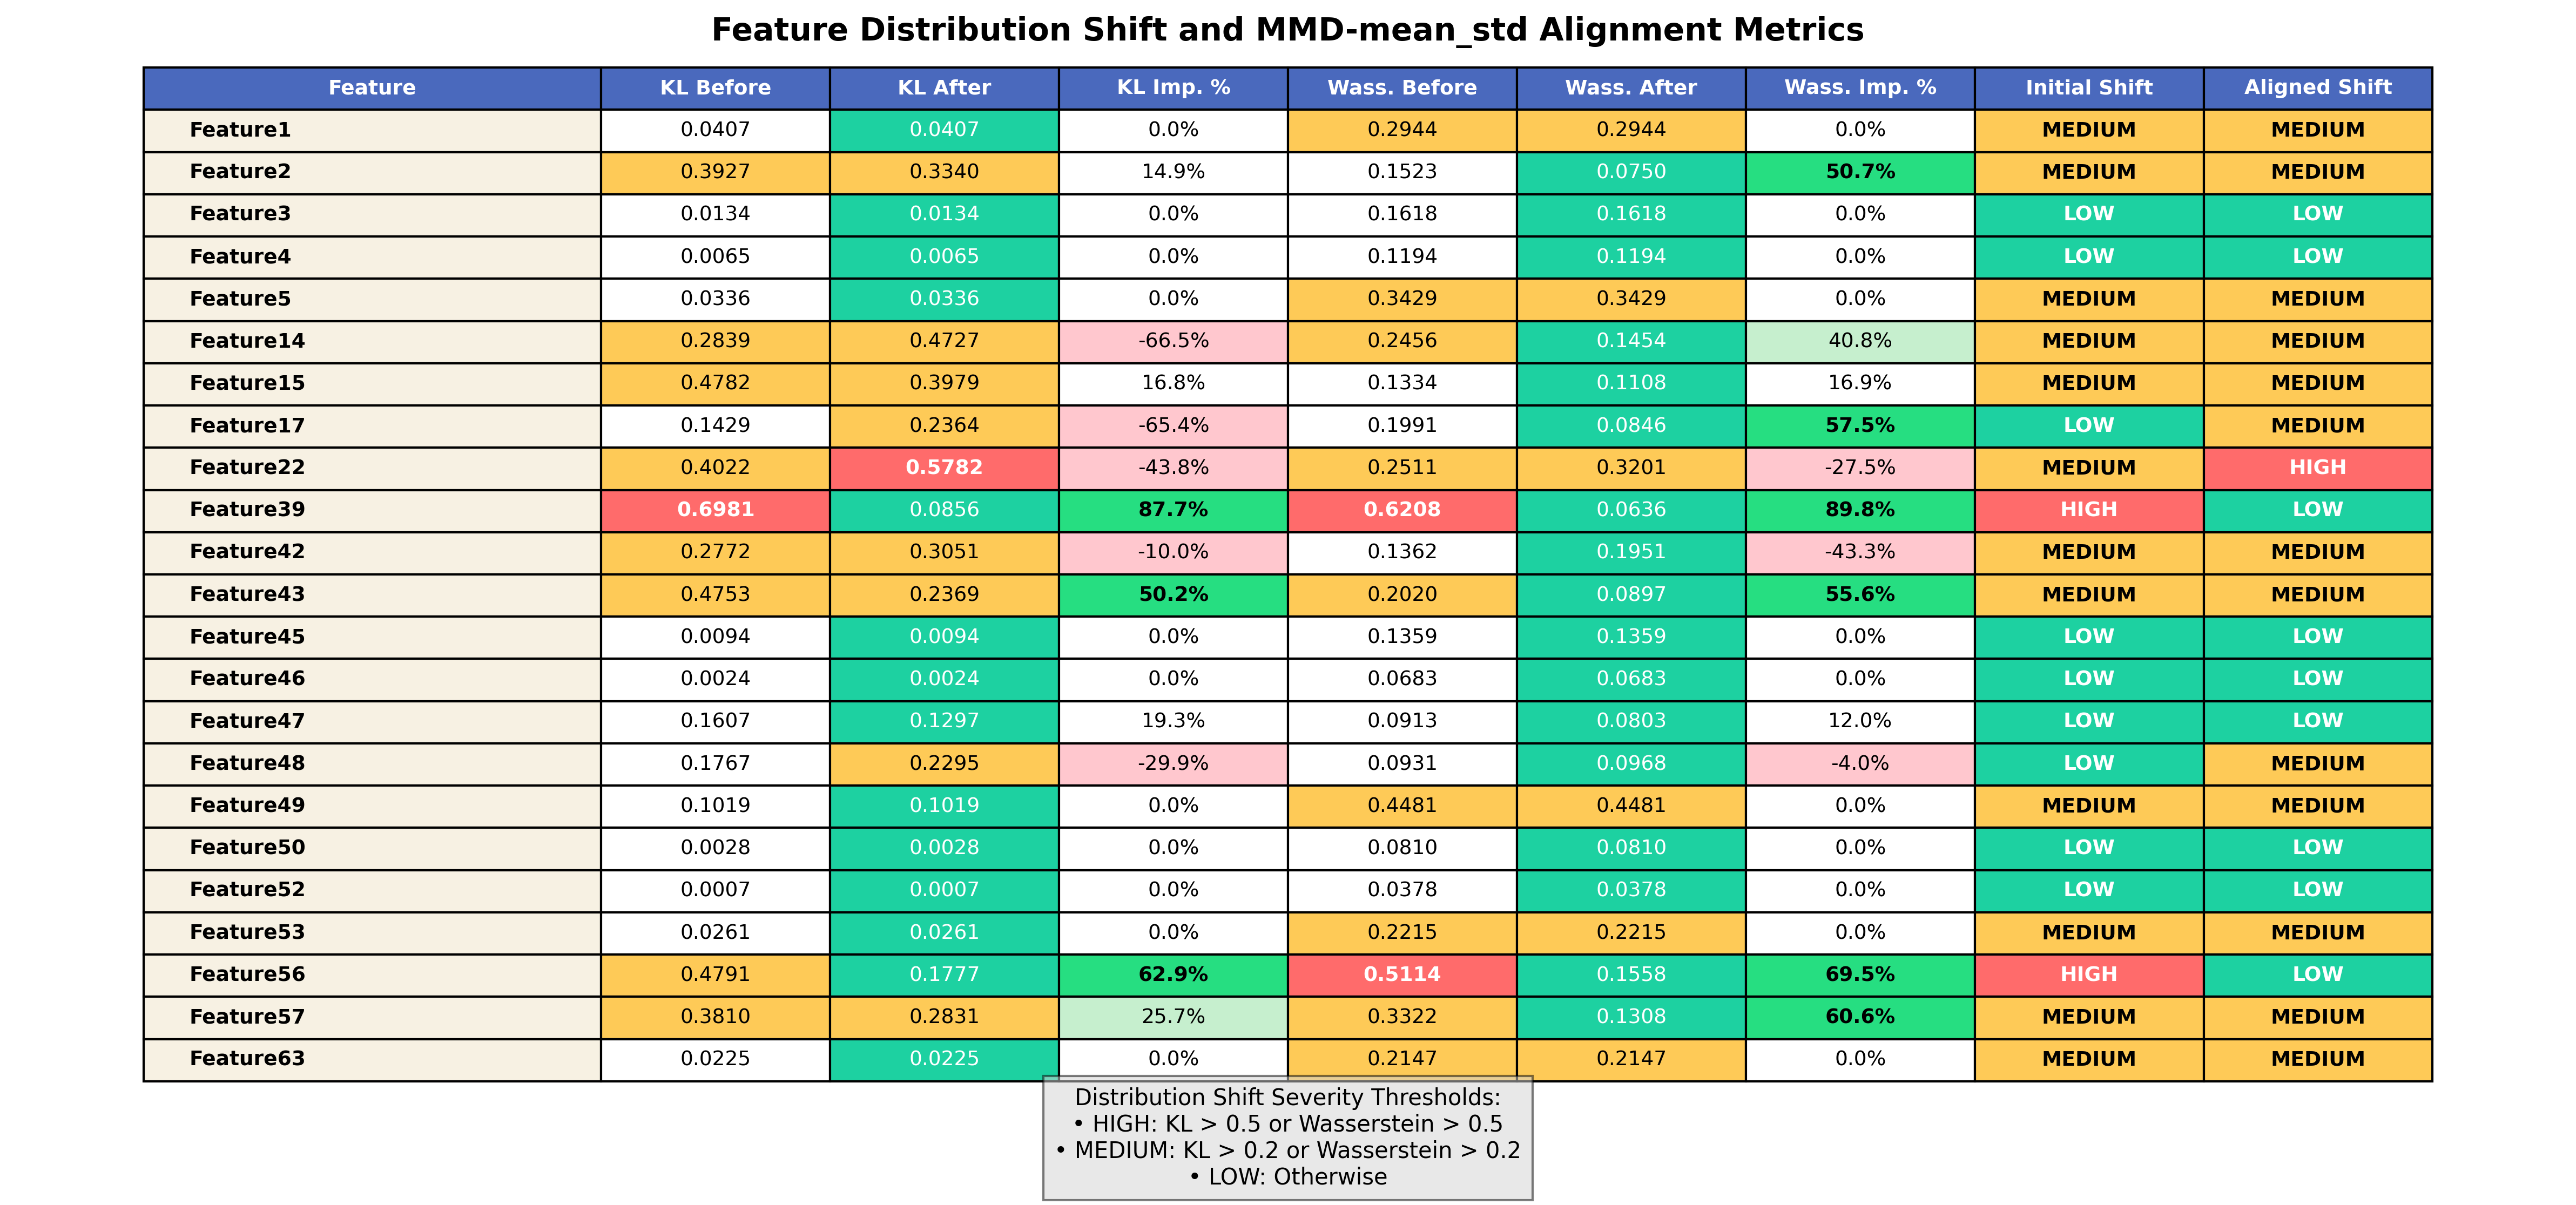 Feature Distribution Shift and MMD-mean_std Alignment Metrics
Feature KL Before KL After KL Imp. % Wass. Before Wass. After Wass. Imp. % Initial Shift Aligned Shift
Feature1 0.0407 0.0407 0.0% 0.2944 0.2944 0.0% MEDIUM MEDIUM
Feature2 0.3927 0.3340 14.9% 0.1523 0.0750 50.7% MEDIUM MEDIUM
Feature3 0.0134 0.0134 0.0% 0.1618 0.1618 0.0% LOW LOW
Feature4 0.0065 0.0065 0.0% 0.1194 0.1194 0.0% LOW LOW
Feature5 0.0336 0.0336 0.0% 0.3429 0.3429 0.0% MEDIUM MEDIUM
Feature14 0.2839 0.4727 -66.5% 0.2456 0.1454 40.8% MEDIUM MEDIUM
Feature15 0.4782 0.3979 16.8% 0.1334 0.1108 16.9% MEDIUM MEDIUM
Feature17 0.1429 0.2364 -65.4% 0.1991 0.0846 57.5% LOW MEDIUM
Feature22 0.4022 0.5782 -43.8% 0.2511 0.3201 -27.5% MEDIUM HIGH
Feature39 0.6981 0.0856 87.7% 0.6208 0.0636 89.8% HIGH LOW
Feature42 0.2772 0.3051 -10.0% 0.1362 0.1951 -43.3% MEDIUM MEDIUM
Feature43 0.4753 0.2369 50.2% 0.2020 0.0897 55.6% MEDIUM MEDIUM
Feature45 0.0094 0.0094 0.0% 0.1359 0.1359 0.0% LOW LOW
Feature46 0.0024 0.0024 0.0% 0.0683 0.0683 0.0% LOW LOW
Feature47 0.1607 0.1297 19.3% 0.0913 0.0803 12.0% LOW LOW
Feature48 0.1767 0.2295 -29.9% 0.0931 0.0968 -4.0% LOW MEDIUM
Feature49 0.1019 0.1019 0.0% 0.4481 0.4481 0.0% MEDIUM MEDIUM
Feature50 0.0028 0.0028 0.0% 0.0810 0.0810 0.0% LOW LOW
Feature52 0.0007 0.0007 0.0% 0.0378 0.0378 0.0% LOW LOW
Feature53 0.0261 0.0261 0.0% 0.2215 0.2215 0.0% MEDIUM MEDIUM
Feature56 0.4791 0.1777 62.9% 0.5114 0.1558 69.5% HIGH LOW
Feature57 0.3810 0.2831 25.7% 0.3322 0.1308 60.6% MEDIUM MEDIUM
Feature63 0.0225 0.0225 0.0% 0.2147 0.2147 0.0% MEDIUM MEDIUM
Distribution Shift Severity Thresholds:
• HIGH: KL > 0.5 or Wasserstein > 0.5
• MEDIUM: KL > 0.2 or Wasserstein > 0.2
• LOW: Otherwise